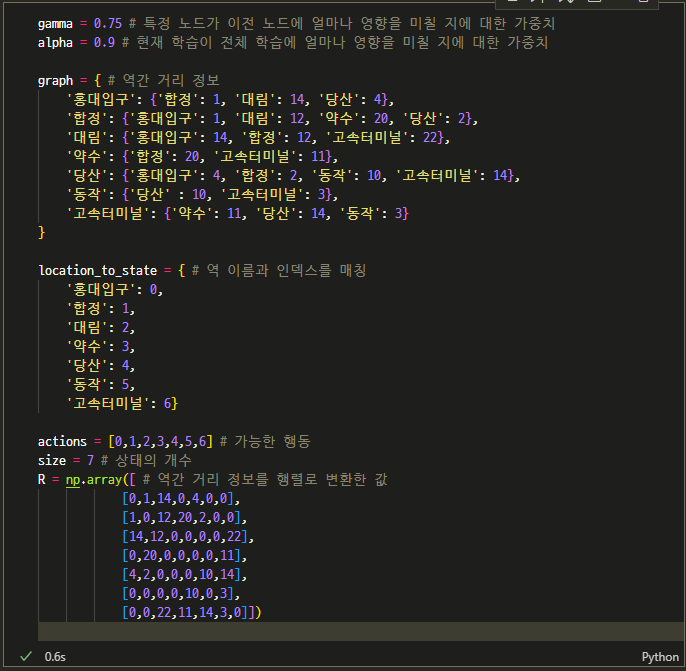 gamma = 0.75 # 특정 노드가 이전 노드에 얼마나 영향을 미칠 지에 대한 가중치
alpha = 0.9 # 현재 학습이 전체 학습에 얼마나 영향을 미칠 지에 대한 가중치
graph = { # 역간 거리 정보
'홍대입구': {'합정': 1, '대림': 14, '당산': 4},
'합정': {'홍대입구': 1, '대림': 12, '약수': 20, '당산': 2},
'대림': {'홍대입구': 14, '합정': 12, '고속터미널': 22},
'약수': {'합정': 20, '고속터미널': 11},
'당산': {'홍대입구': 4, '합정': 2, '동작': 10, '고속터미널': 14},
'동작': {'당산' : 10, '고속터미널': 3},
'고속터미널': {'약수': 11, '당산': 14, '동작': 3}
}
location_to_state = { # 역 이름과 인덱스를 매칭
'홍대입구': 0,
'합정': 1,
'대림': 2,
'약수': 3,
'당산': 4,
'동작': 5,
'고속터미널': 6}
actions = [0,1,2,3,4,5,6] # 가능한 행동
size = 7 # 상태의 개수
R = np.array([ # 역간 거리 정보를 행렬로 변환한 값
[0,1,14,0,4,0,0],
[1,0,12,20,2,0,0],
[14,12,0,0,0,0,22],
[0,20,0,0,0,0,11],
[4,2,0,0,0,10,14],
[0,0,0,0,10,0,3],
[0,0,22,11,14,3,0]])
0.6s
Python